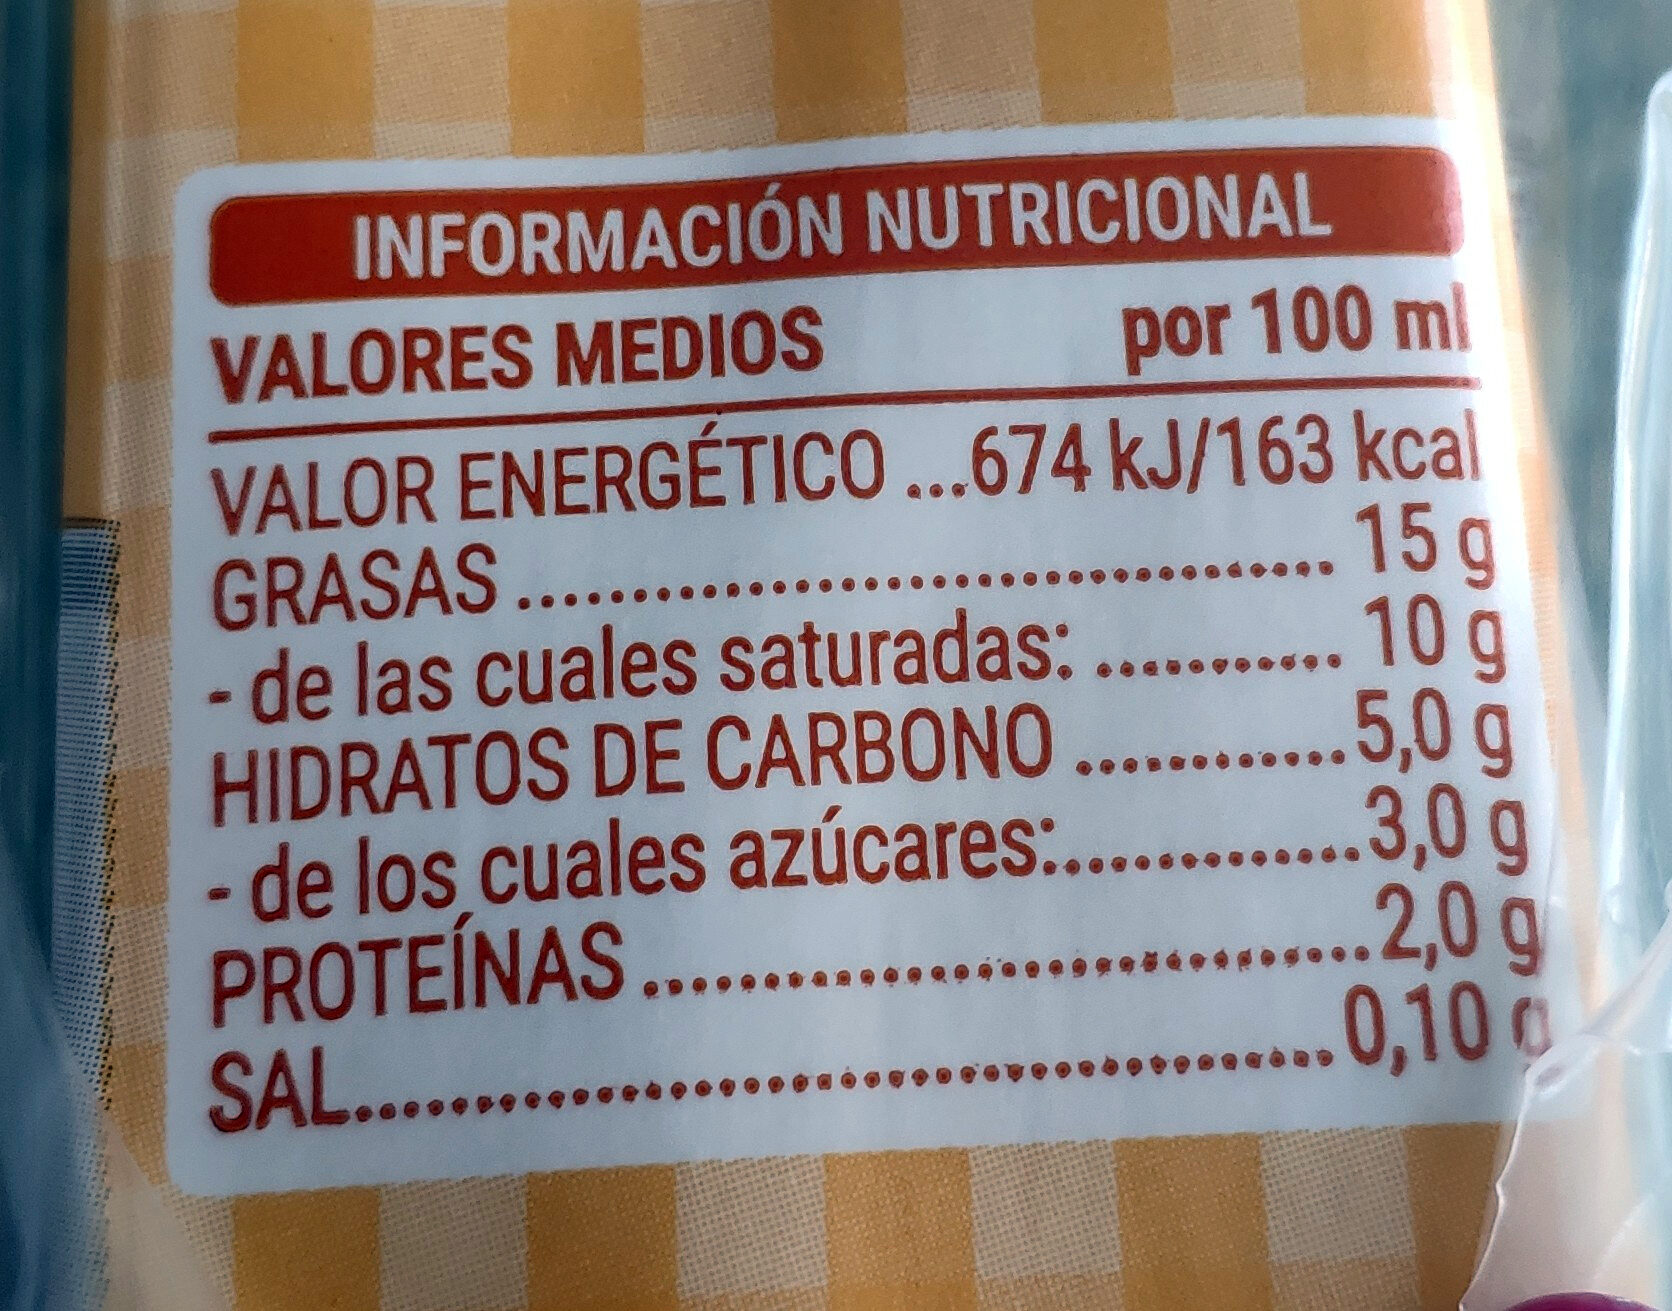 INFORMACIÓN NUTRICIONAL
VALORES MEDIOS por 100 ml
VALOR ENERGÉTICO ...674 kJ/163 kcal
GRASAS ................................... 15 g
- de las cuales saturadas: ........... 10 g
HIDRATOS DE CARBONO ............5,0 g
- de los cuales azúcares:.............3,0 g
PROTEÍNAS ...............................2,0 g
SAL......................................... 0,10 g